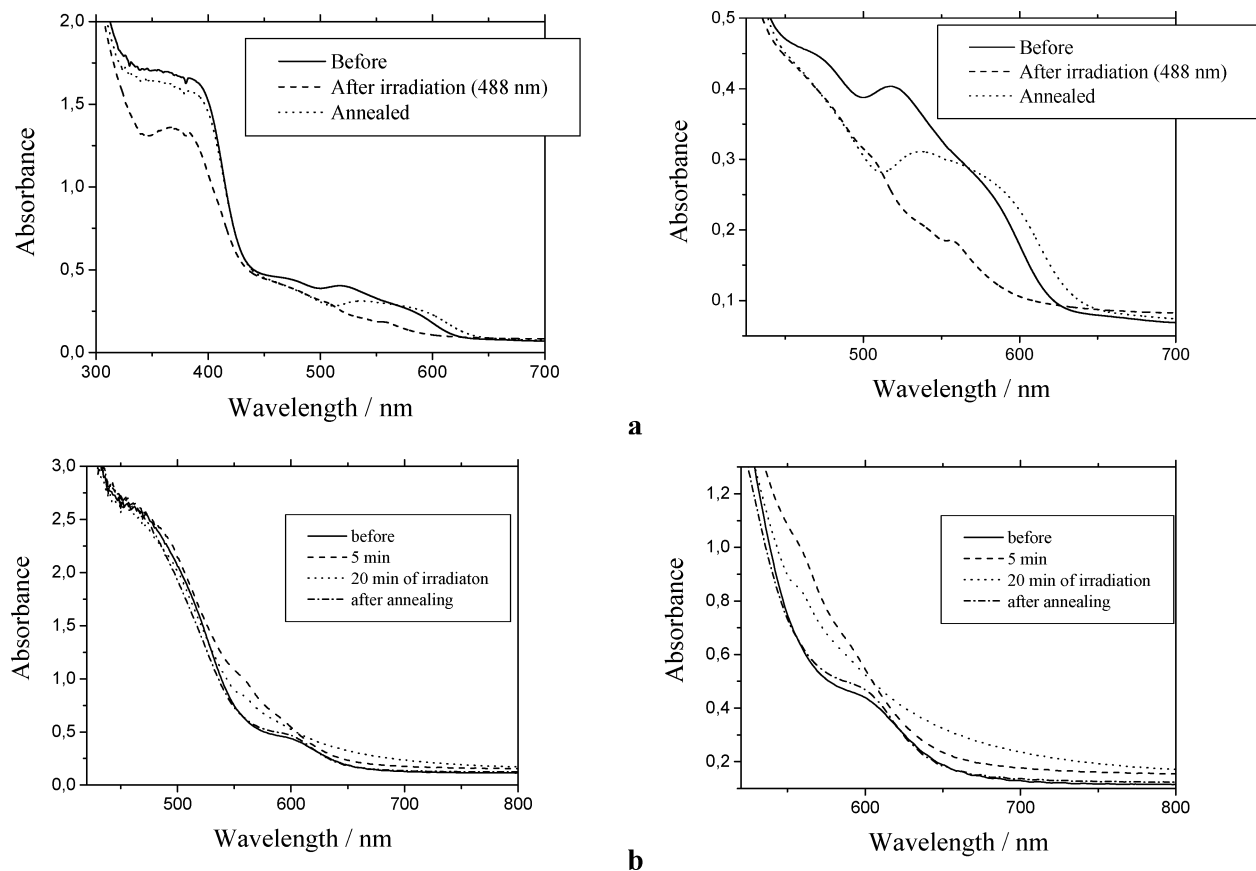 2,0
1,5
1,0
0,5
0,0
Absorbance
Before
After irradiation (488 nm)
Annealed
300 400 500 600 700
Wavelength / nm
0,5
0,4
0,3
0,2
0,1
Absorbance
Before
After irradiation (488 nm)
Annealed
500 600 700
Wavelength / nm
a
3,0
2,5
2,0
1,5
1,0
0,5
0,0
Absorbance
before
5 min
20 min of irradiaton
after annealing
500 600 700 800
Wavelength / nm
1,2
1,0
0,8
0,6
0,4
0,2
Absorbance
before
5 min
20 min of irradiation
after annealing
600 700 800
Wavelength / nm
b